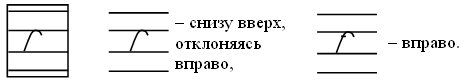 – снизу вверх,
отклоняясь
вправо,
– вправо.